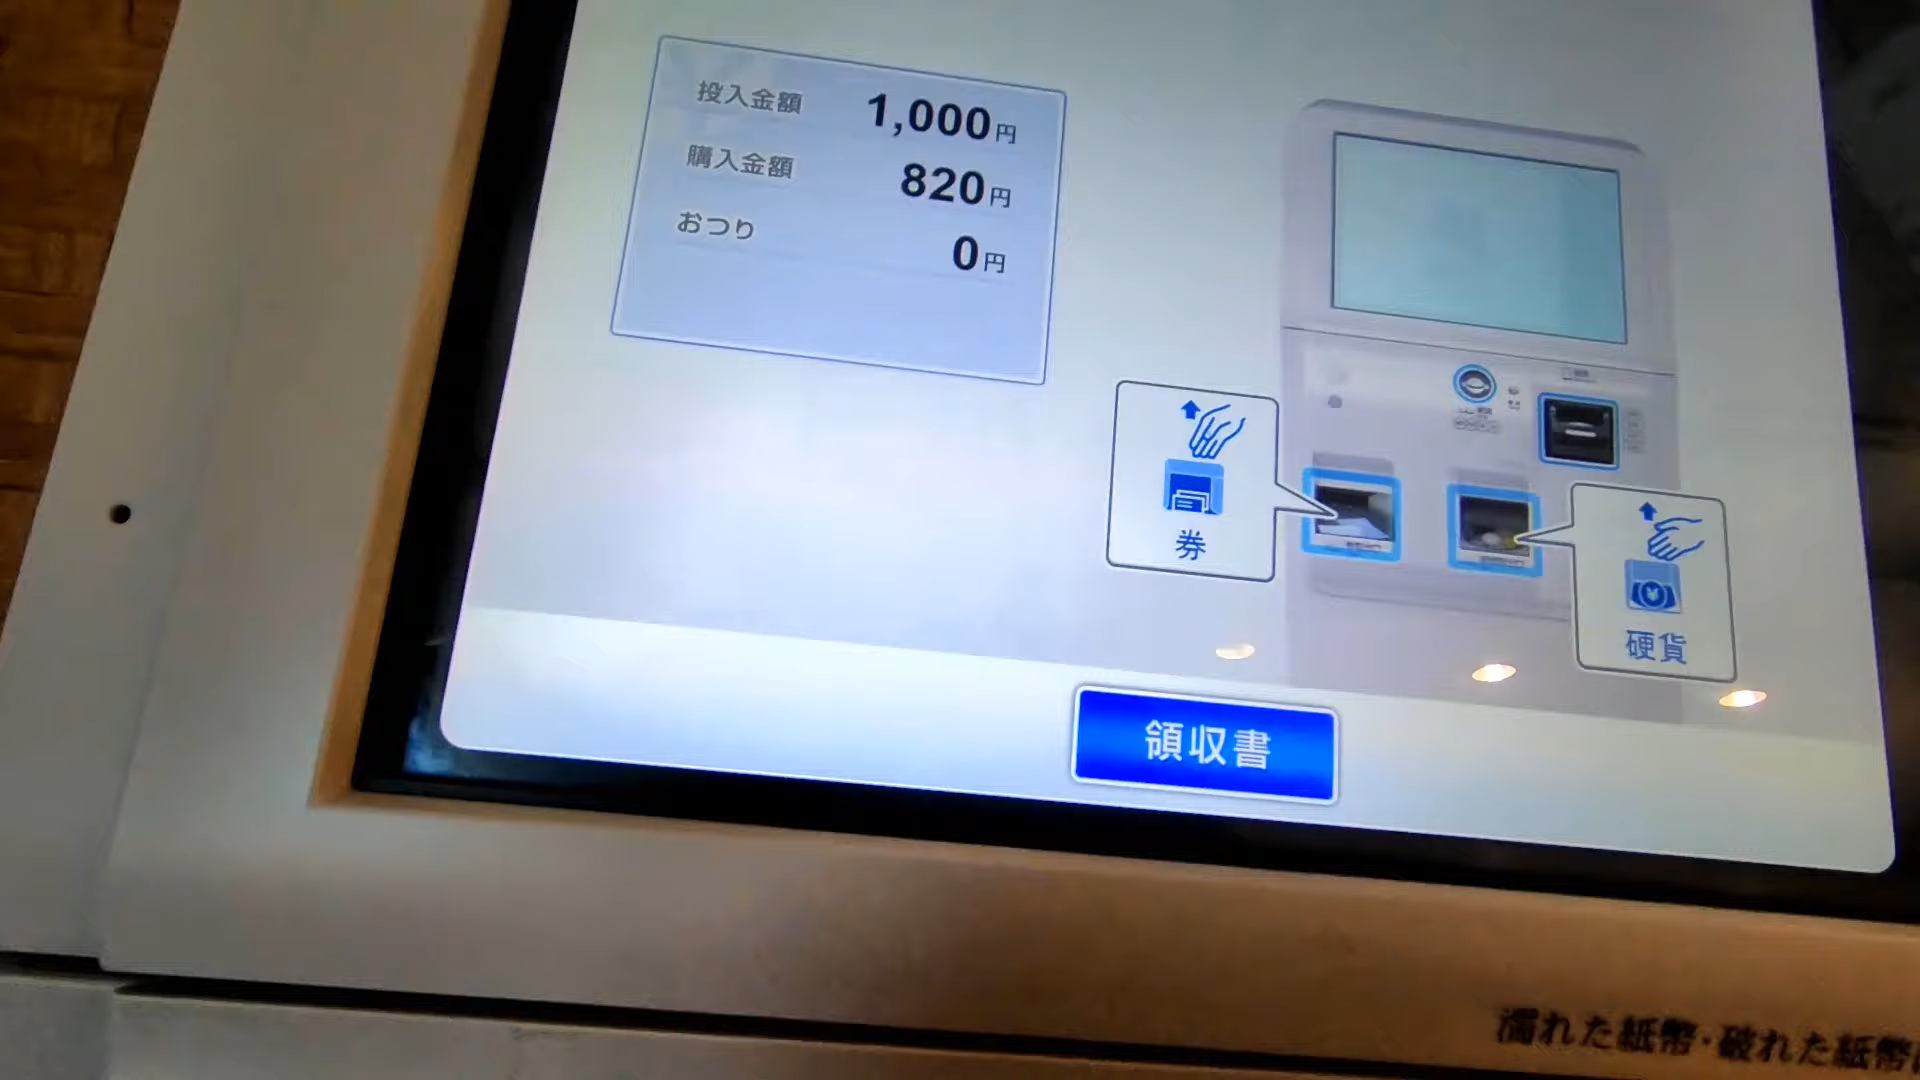 投入金額 1,000円
購入金額 820円
おつり 0円
券
硬貨
領収書
濡れた紙幣・破れた紙幣